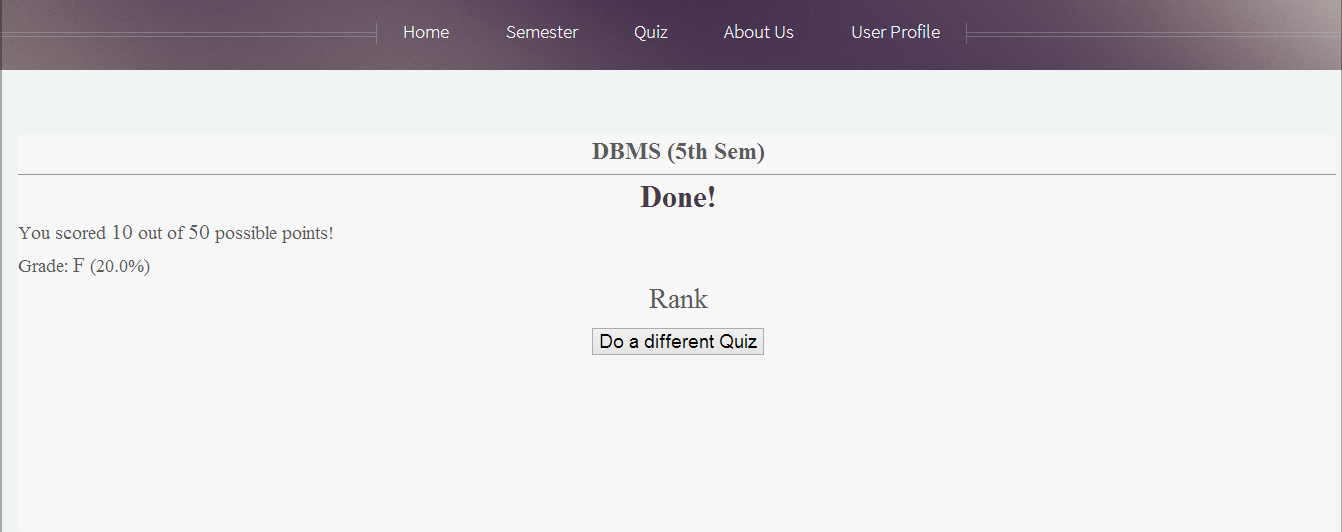 Home Semester Quiz About Us User Profile
DBMS (5th Sem)
Done!
You scored 10 out of 50 possible points!
Grade: F (20.0%)
Rank
Do a different Quiz